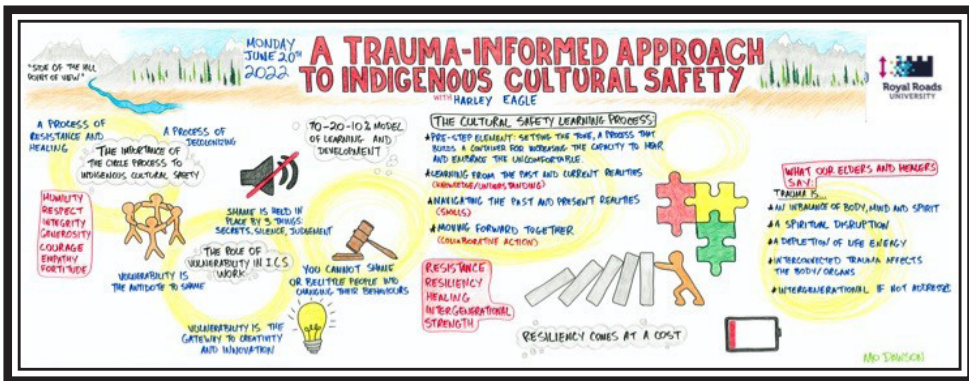 MONDAY
JUNE 20TH
2022
A TRAUMA-INFORMED APPROACH
TO INDIGENOUS CULTURAL SAFETY
WITH HARLEY EAGLE
Royal Roads
UNIVERSITY
"SIDE OF THE HILL
POINT OF VIEW"
A PROCESS OF
RESISTANCE AND
HEALING
A PROCESS OF
DECOLONIZING
THE IMPORTANCE OF
THE CIRCLE PROCESS TO
INDIGENOUS CULTURAL SAFETY
HUMILITY
RESPECT
INTEGRITY
GENEROSITY
COURAGE
EMPATHY
FORTITUDE
VULNERABILITY IS
THE ANTIDOTE TO SHAME
SHAME IS HELD IN
PLACE BY 3 THINGS:
SECRETS, SILENCE, JUDGEMENT
THE ROLE OF
VULNERABILITY IN I.C.S
WORK
VULNERABILITY IS THE
GATEWAY TO CREATIVITY
AND INNOVATION
70-20-10% MODEL
OF LEARNING AND
DEVELOPMENT
YOU CANNOT SHAME
OR BELITTLE PEOPLE INTO
CHANGING THEIR BEHAVIOURS
THE CULTURAL SAFETY LEARNING PROCESS:
★PRE-STEP ELEMENT: SETTING THE TONE, A PROCESS THAT
BUILDS A CONTAINER FOR INCREASING THE CAPACITY TO HEAR
AND EMBRACE THE UNCOMFORTABLE.
★LEARNING FROM THE PAST AND CURRENT REALITIES
(KNOWLEDGE/UNDERSTANDING)
★NAVIGATING THE PAST AND PRESENT REALITIES
(SKILLS)
★MOVING FORWARD TOGETHER
(COLLABORATIVE ACTION)
RESISTANCE
RESILIENCY
HEALING
INTERGENERATIONAL
STRENGTH
RESILIENCY COMES AT A COST
WHAT OUR ELDERS AND HEALERS
SAY:
TRAUMA IS...
★AN INBALANCE OF BODY, MIND AND SPIRIT
★A SPIRITUAL DISRUPTION
★A DEPLETION OF LIFE ENERGY
★INTERCONNECTED TRAUMA AFFECTS
THE BODY/ORGANS
★INTERGENERATIONAL IF NOT ADDRESSED
MO DAWSON